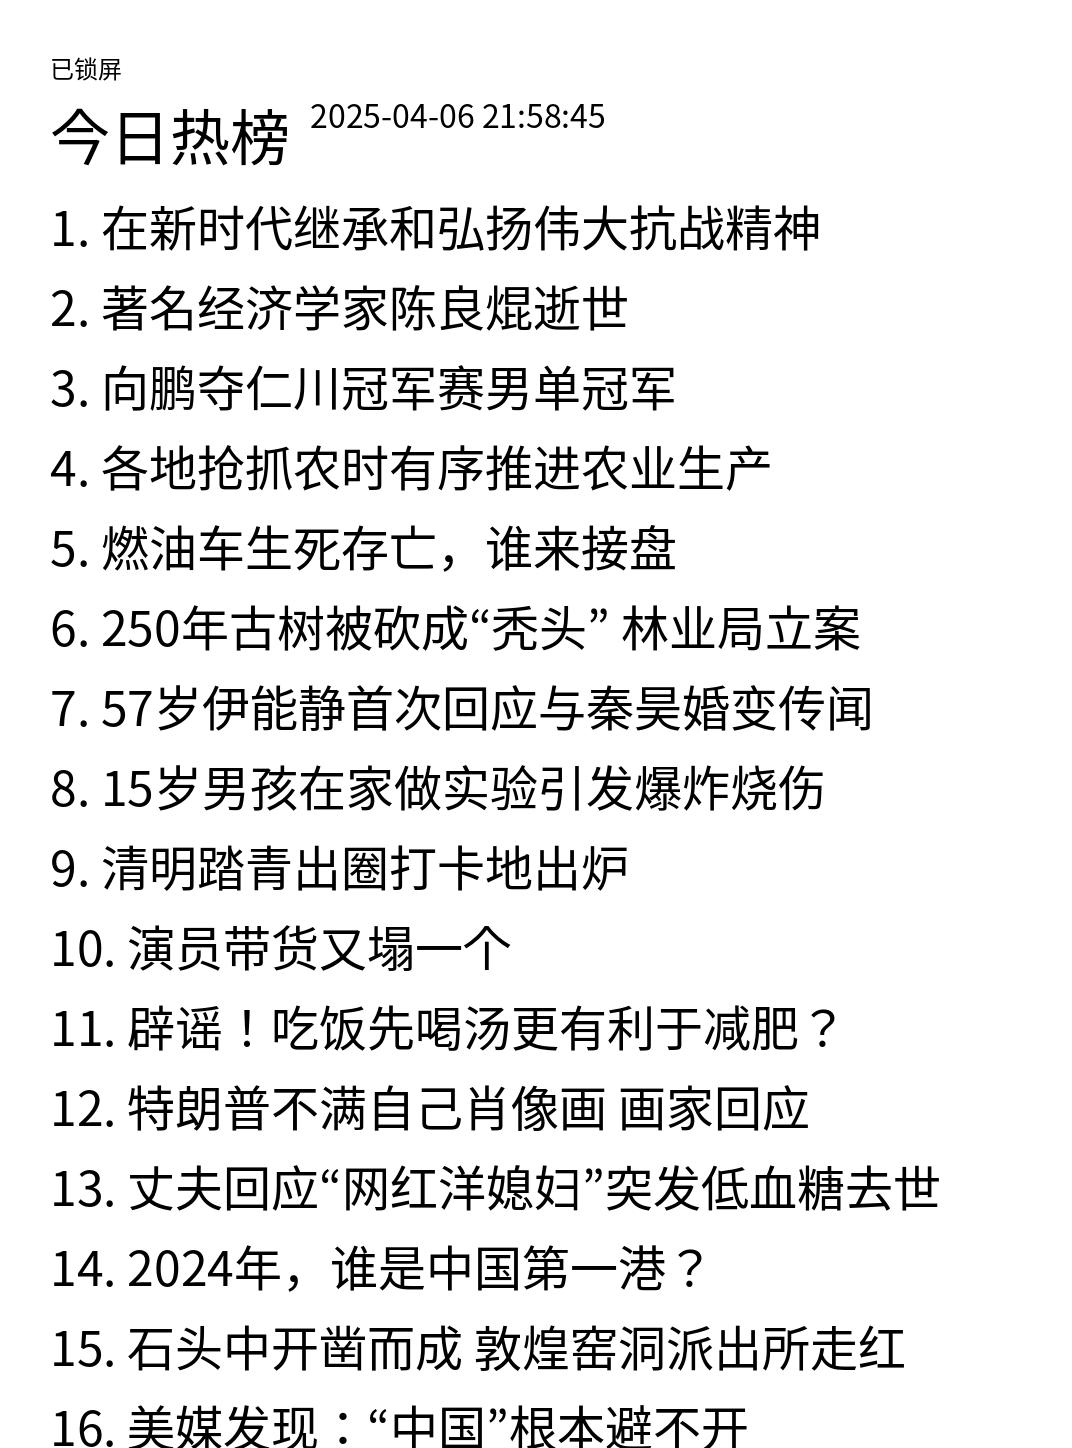 已锁屏
今日热榜 2025-04-06 21:58:45
1. 在新时代继承和弘扬伟大抗战精神
2. 著名经济学家陈良焜逝世
3. 向鹏夺仁川冠军赛男单冠军
4. 各地抢抓农时有序推进农业生产
5. 燃油车生死存亡，谁来接盘
6. 250年古树被砍成“秃头” 林业局立案
7. 57岁伊能静首次回应与秦昊婚变传闻
8. 15岁男孩在家做实验引发爆炸烧伤
9. 清明踏青出圈打卡地出炉
10. 演员带货又塌一个
11. 辟谣！吃饭先喝汤更有利于减肥？
12. 特朗普不满自己肖像画 画家回应
13. 丈夫回应“网红洋媳妇”突发低血糖去世
14. 2024年，谁是中国第一港？
15. 石头中开凿而成 敦煌窑洞派出所走红
16. 美媒发现：“中国”根本避不开